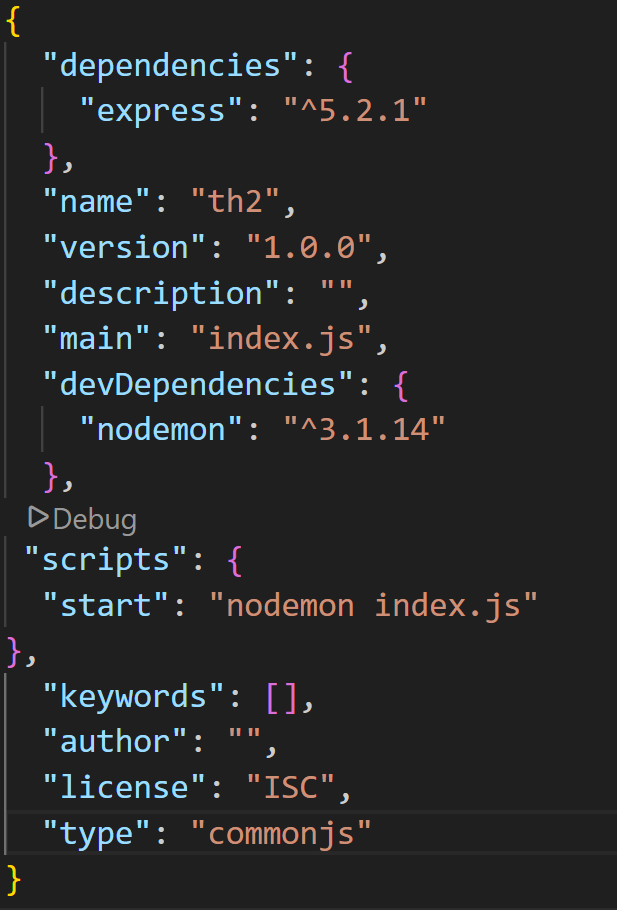 {
  "dependencies": {
    "express": "^5.2.1"
  },
  "name": "th2",
  "version": "1.0.0",
  "description": "",
  "main": "index.js",
  "devDependencies": {
    "nodemon": "^3.1.14"
  },
Debug
 "scripts": {
  "start": "nodemon index.js"
},
  "keywords": [],
  "author": "",
  "license": "ISC",
  "type": "commonjs"
}